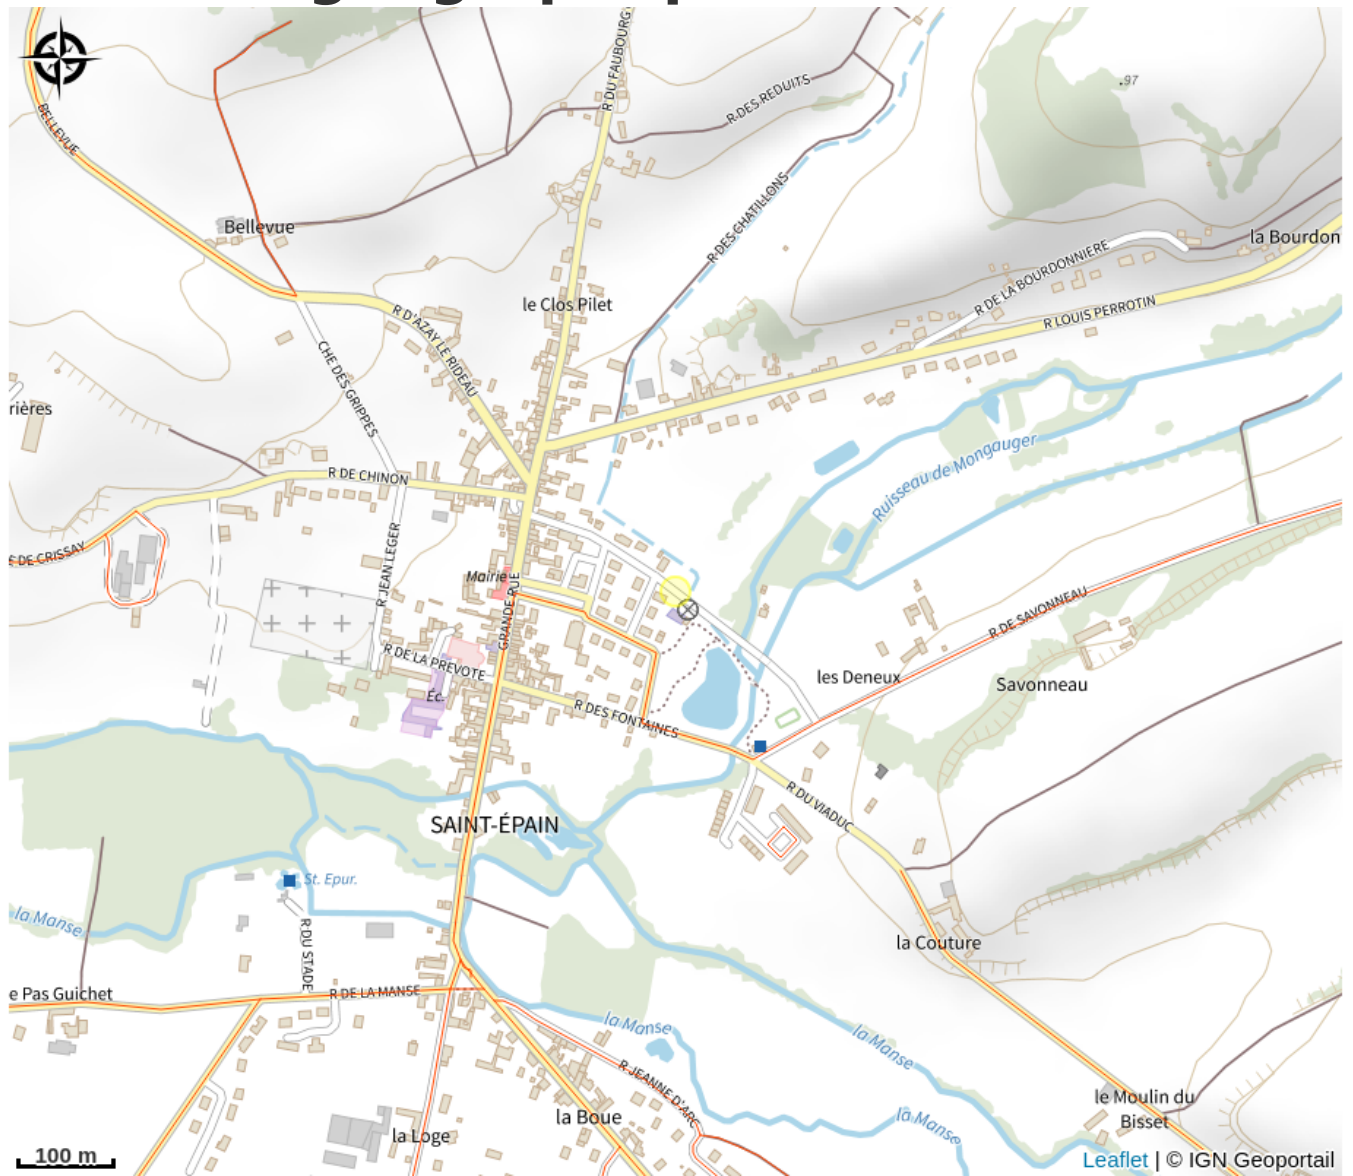 R DU FAUBOURG
97
R DES REDUITS
BELLEVUE
R DES CHATILLONS
Bellevue
la Bourdon
R DE LA BOURDONNIERE
le Clos Pilet
R LOUIS PERROTIN
R D'AZAY LE RIDEAU
CHE DES GRIPPES
rières
Ruisseau de Mongauger
R DE CHINON
DE CRISSAY
R JEAN LEGER
Mairie
GRANDE RUE
R DE SAVONNEAU
R DE LA PREVOTE
les Deneux
Savonneau
Éc.
R DES FONTAINES
R DU VIADUC
SAINT-ÉPAIN
St. Epur.
la Manse
R DU STADE
la Couture
e Pas Guichet
R DE LA MANSE
la Manse
la Manse
R JEANNE D'ARC
le Moulin du
Bisset
la Boue
la Manse
la Loge
100 m
Leaflet | © IGN Geoportail